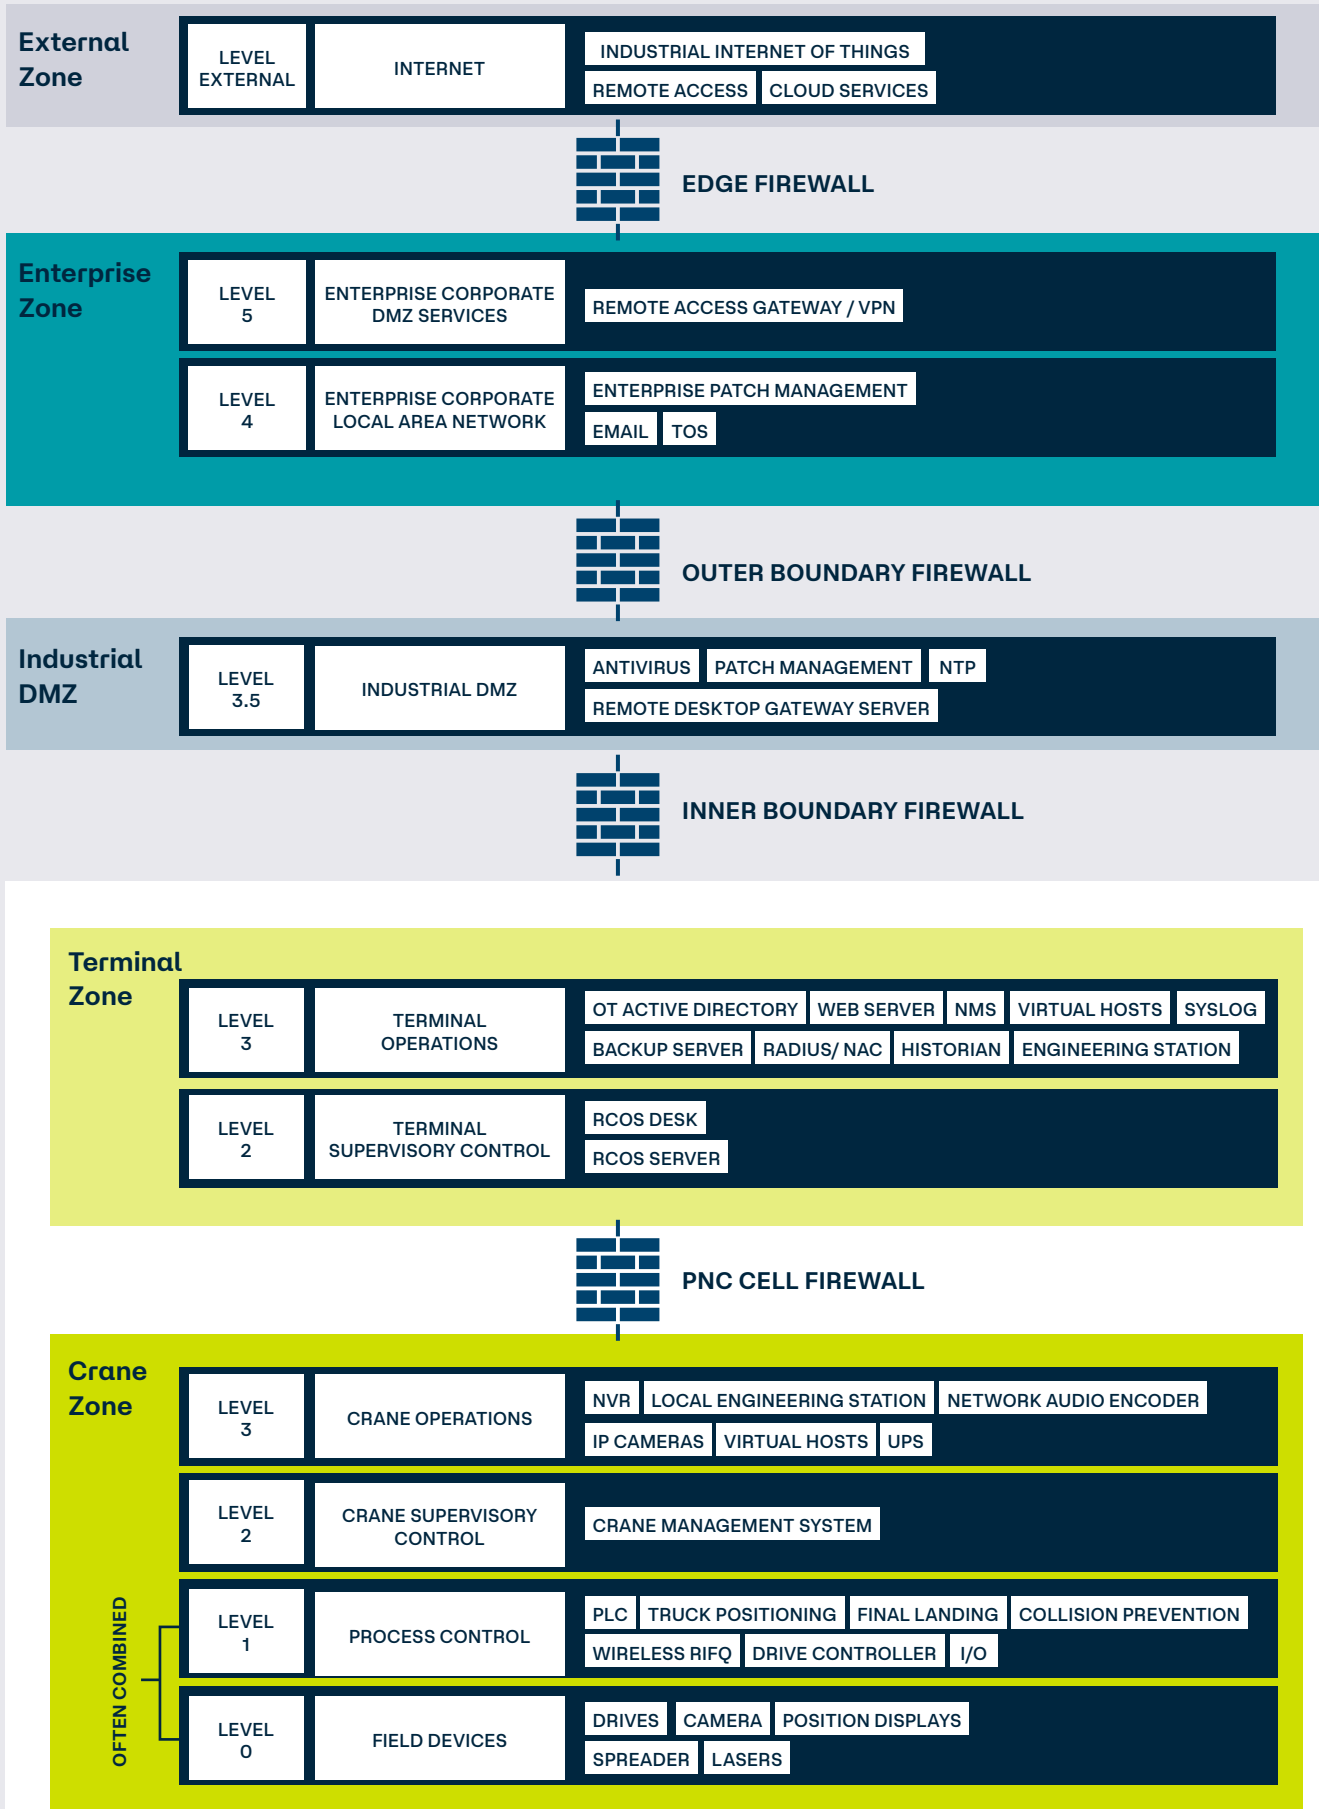 External
Zone
LEVEL
EXTERNAL
INTERNET
INDUSTRIAL INTERNET OF THINGS
REMOTE ACCESS
CLOUD SERVICES
EDGE FIREWALL
Enterprise
Zone
LEVEL
5
ENTERPRISE CORPORATE
DMZ SERVICES
REMOTE ACCESS GATEWAY / VPN
LEVEL
4
ENTERPRISE CORPORATE
LOCAL AREA NETWORK
ENTERPRISE PATCH MANAGEMENT
EMAIL
TOS
OUTER BOUNDARY FIREWALL
Industrial
DMZ
LEVEL
3.5
INDUSTRIAL DMZ
ANTIVIRUS
PATCH MANAGEMENT
NTP
REMOTE DESKTOP GATEWAY SERVER
INNER BOUNDARY FIREWALL
Terminal
Zone
LEVEL
3
TERMINAL
OPERATIONS
OT ACTIVE DIRECTORY
WEB SERVER
NMS
VIRTUAL HOSTS
SYSLOG
BACKUP SERVER
RADIUS/ NAC
HISTORIAN
ENGINEERING STATION
LEVEL
2
TERMINAL
SUPERVISORY CONTROL
RCOS DESK
RCOS SERVER
PNC CELL FIREWALL
Crane
Zone
LEVEL
3
CRANE OPERATIONS
NVR
LOCAL ENGINEERING STATION
NETWORK AUDIO ENCODER
IP CAMERAS
VIRTUAL HOSTS
UPS
LEVEL
2
CRANE SUPERVISORY
CONTROL
CRANE MANAGEMENT SYSTEM
OFTEN COMBINED
LEVEL
1
PROCESS CONTROL
PLC
TRUCK POSITIONING
FINAL LANDING
COLLISION PREVENTION
WIRELESS RIFQ
DRIVE CONTROLLER
I/O
LEVEL
0
FIELD DEVICES
DRIVES
CAMERA
POSITION DISPLAYS
SPREADER
LASERS